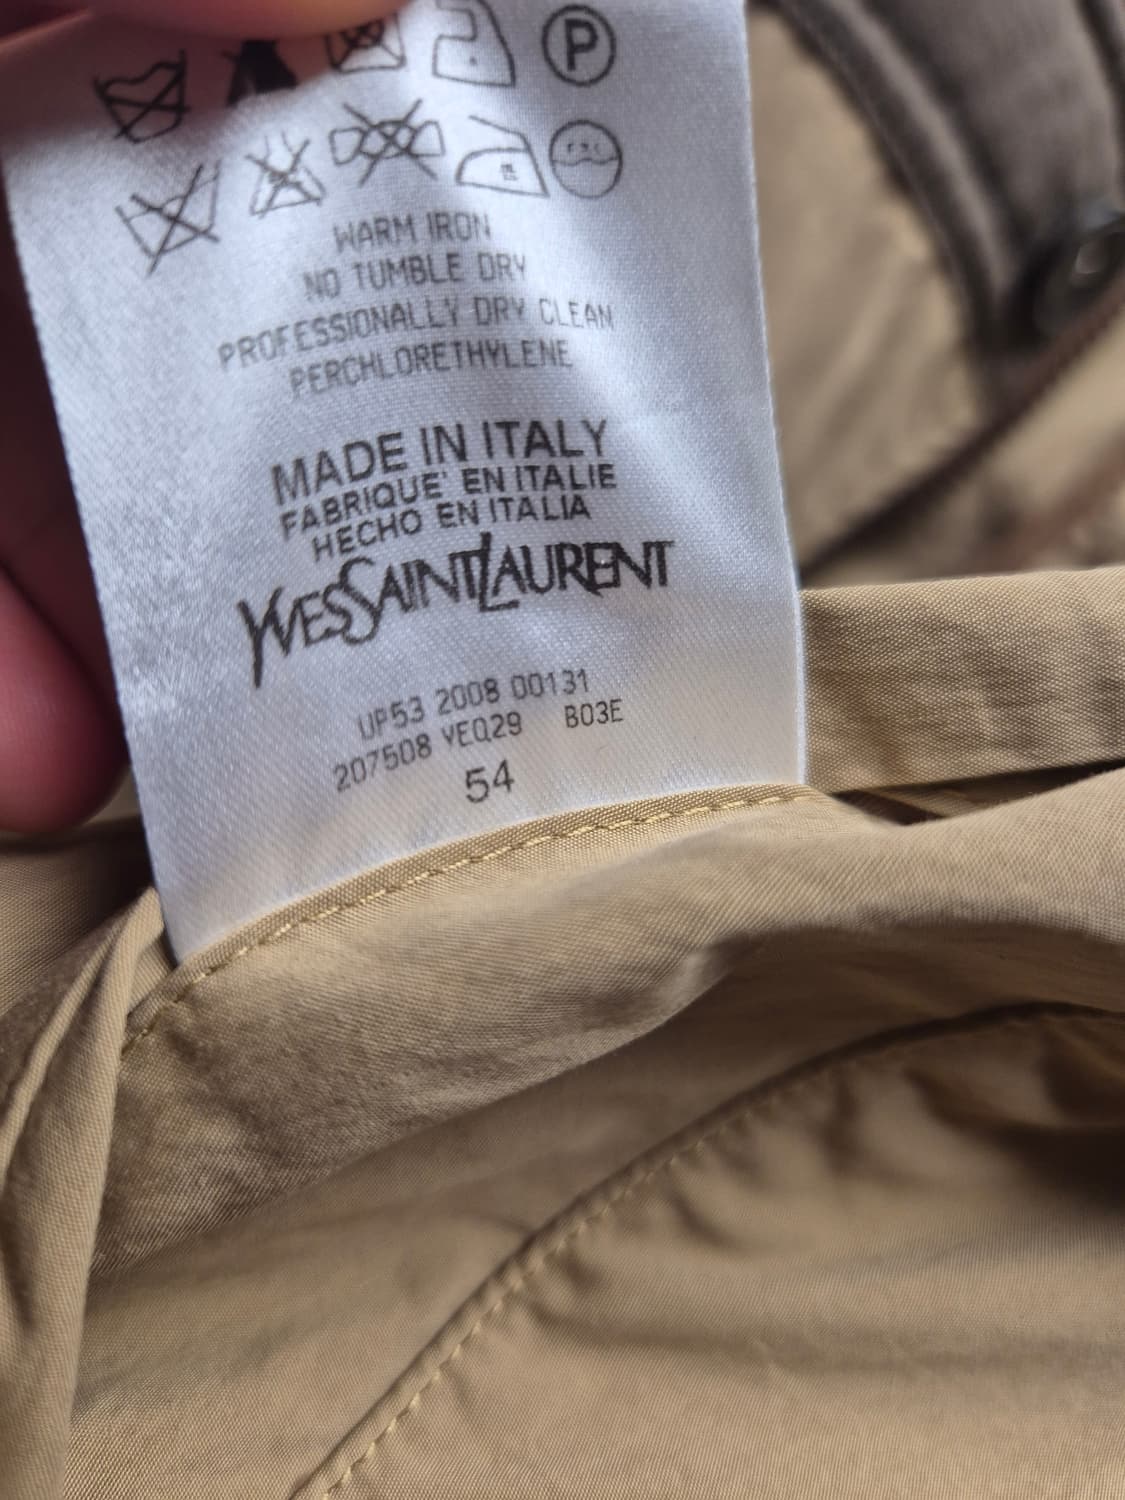 P
WARM IRON
NO TUMBLE DRY
PROFESSIONALLY DRY CLEAN
PERCHLORETHYLENE
MADE IN ITALY
FABRIQUE' EN ITALIE
HECHO EN ITALIA
YVESSAINTLAURENT
UP53 2008 00131
207508 YEQ29 B03E
54